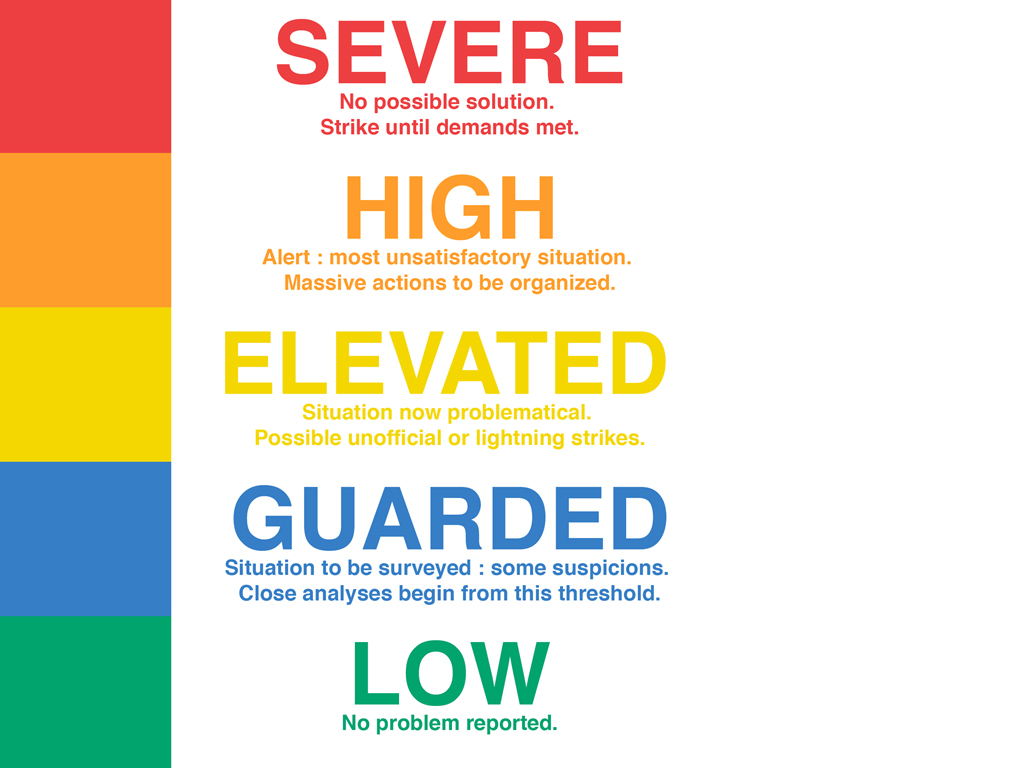 SEVERE
No possible solution.
Strike until demands met.
HIGH
Alert : most unsatisfactory situation.
Massive actions to be organized.
ELEVATED
Situation now problematical.
Possible unofficial or lightning strikes.
GUARDED
Situation to be surveyed : some suspicions.
Close analyses begin from this threshold.
LOW
No problem reported.